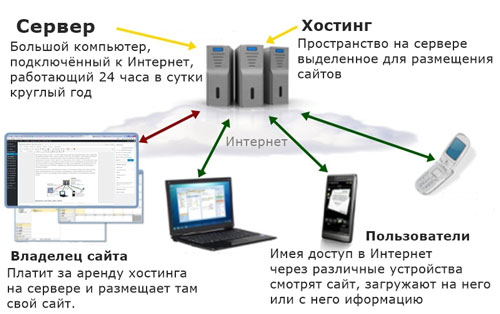 Сервер
Большой компьютер,
подключённый к Интернет,
работающий 24 часа в сутки
круглый год
Хостинг
Пространство на сервере
выделенное для размещения
сайтов
Интернет
Владелец сайта
Платит за аренду хостинга
на сервере и размещает там
свой сайт.
Пользователи
Имея доступ в Интернет
через различные устройства
смотрят сайт, загружают на него
или с него иформацию